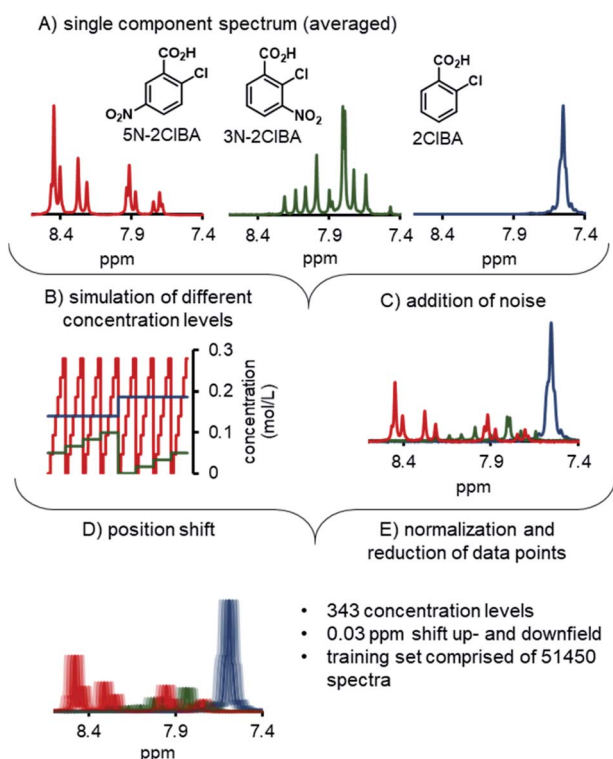 A) single component spectrum (averaged)
CO2H
Cl
O2N
5N-2ClBA
CO2H
Cl
NO2
3N-2ClBA
CO2H
Cl
2ClBA
8.4 7.9 7.4
ppm
8.4 7.9 7.4
ppm
8.4 7.9 7.4
ppm
B) simulation of different
concentration levels
0.3
0.2
0.1
0
concentration
(mol/L)
C) addition of noise
8.4 7.9 7.4
ppm
D) position shift
8.4 7.9 7.4
ppm
E) normalization and
reduction of data points
• 343 concentration levels
• 0.03 ppm shift up- and downfield
• training set comprised of 51450
spectra